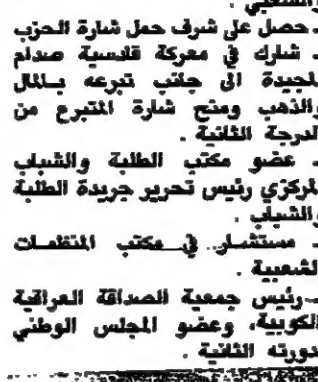 والشعبي .
ـ حصل على شرف حمل شارة الحزب
ـ شارك في معركة قادسية صدام
المجيدة الى جانب تبرعه بالمال
والذهب ومنح شارة المتبرع من
الدرجة الثانية .
ـ عضو مكتب الطلبة والشباب
المركزي رئيس تحرير جريدة الطلبة
والشباب .
ـ مستشار في مكتب المنظمات
الشعبية .
ـ رئيس جمعية الصداقة العراقية
الكوبية، وعضو المجلس الوطني
لدورته الثانية .